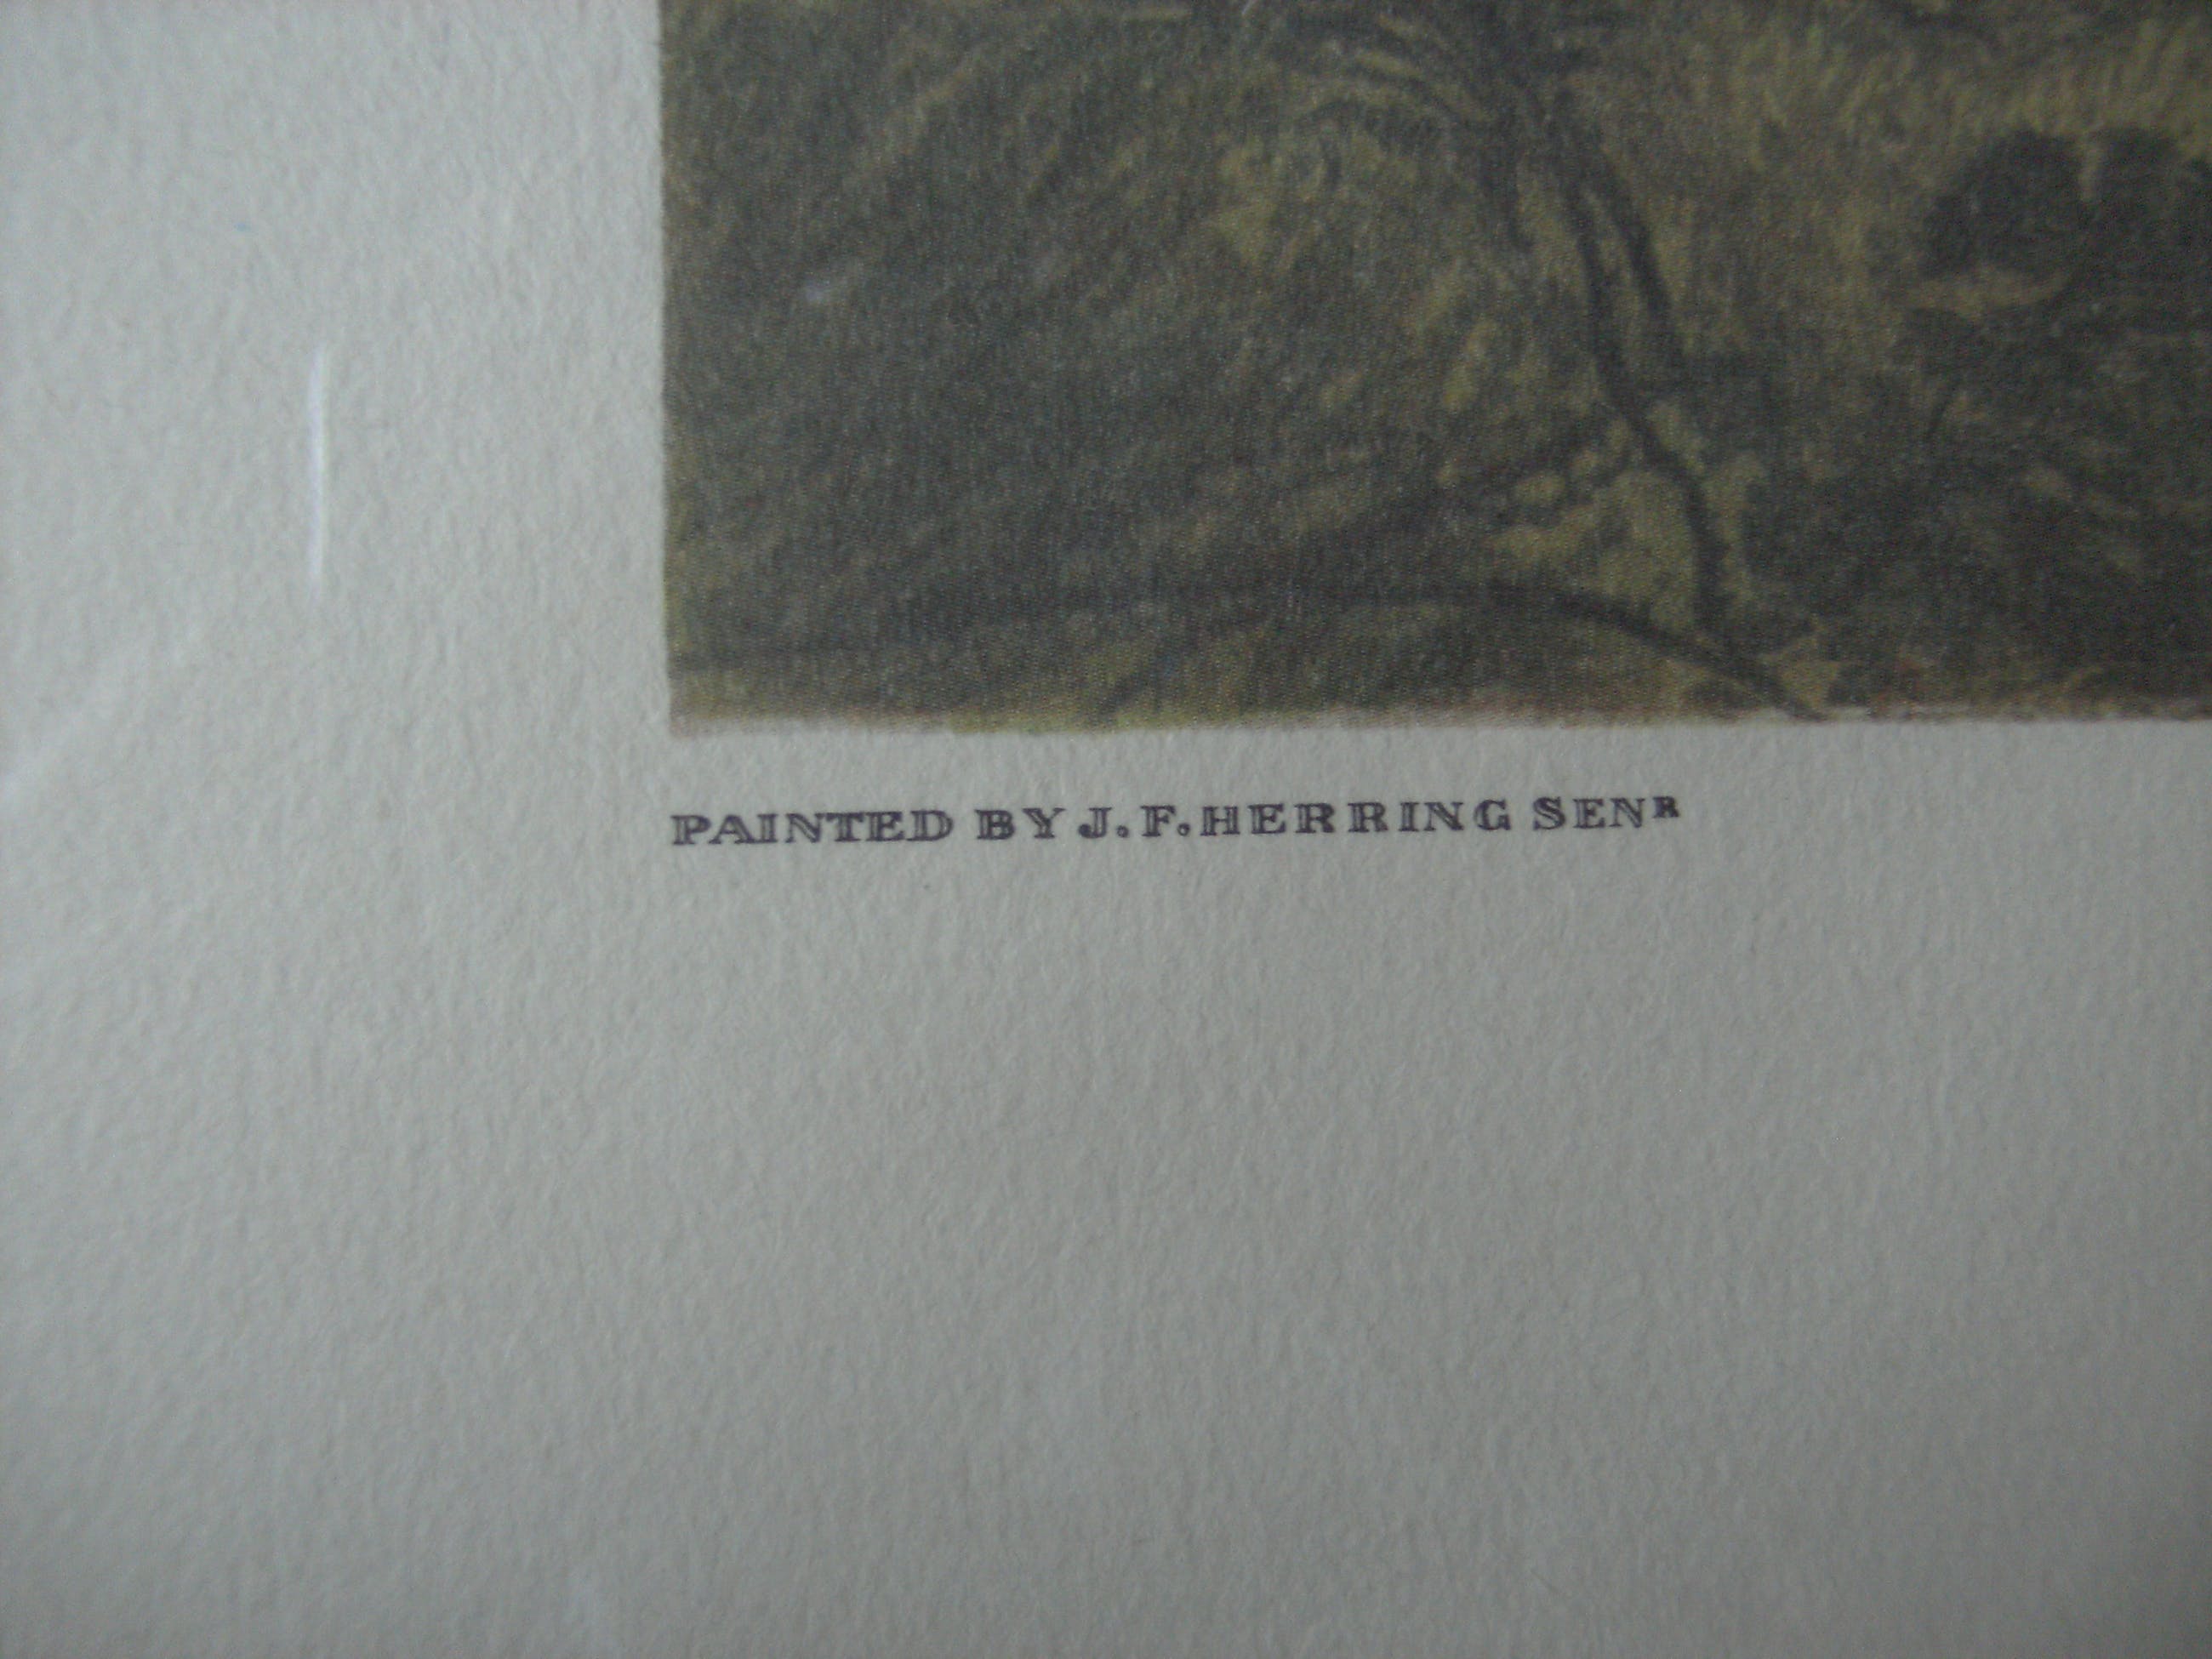 PAINTED BY J. F. HERRING SENR